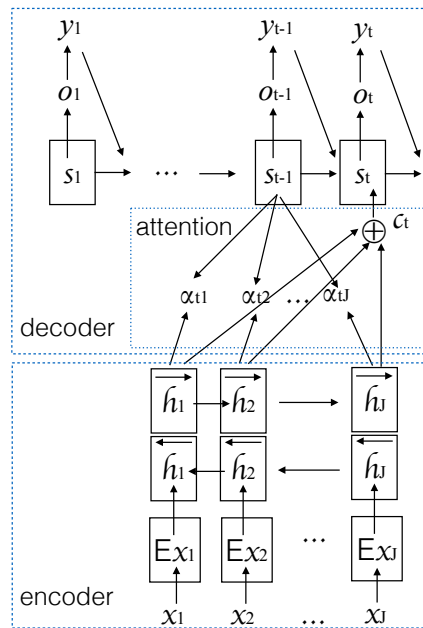 y1 yt-1 yt
o1 ot-1 ot
s1 ... st-1 st
attention ct
αt1 αt2 ... αtJ
decoder
h1 h2 hJ
h1 h2 hJ
Ex1 Ex2 ... ExJ
encoder
x1 x2 ... xJ